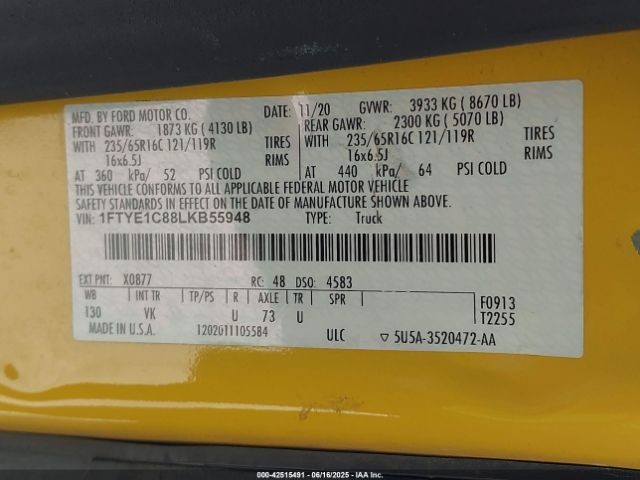 MFD. BY FORD MOTOR CO. DATE: 11/20 GVWR: 3933 KG ( 8670 LB)
FRONT GAWR: 1873 KG ( 4130 LB) REAR GAWR: 2300 KG ( 5070 LB)
WITH 235/65R16C 121/119R TIRES WITH 235/65R16C 121/119R TIRES
16x6.5J RIMS 16x6.5J RIMS
AT 360 kPa/ 52 PSI COLD AT 440 kPa/ 64 PSI COLD
THIS VEHICLE CONFORMS TO ALL APPLICABLE FEDERAL MOTOR VEHICLE
SAFETY STANDARDS IN EFFECT ON THE DATE OF MANUFACTURE SHOWN ABOVE.
VIN: 1FTYE1C88LKB55948 TYPE: Truck
EXT PNT: X0877 RC: 48 DSO: 4583
WB INT TR TP/PS R AXLE TR SPR F0913
130 VK U 73 U T2255
MADE IN U.S.A. 1202011105584 ULC ▽ 5U5A-3520472-AA
000-42515491 - 06/16/2025 - IAA Inc.